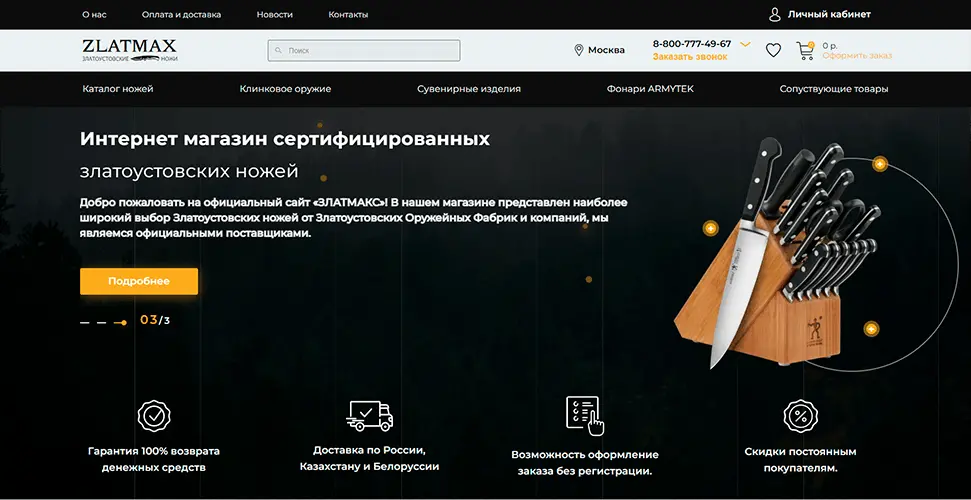 О нас
Оплата и доставка
Новости
Контакты
Личный кабинет
ZLATMAX
ЗЛАТОУСТОВСКИЕ НОЖИ
Поиск
Москва
8-800-777-49-67
Заказать звонок
0
0 р.
Оформить заказ
Каталог ножей
Клинковое оружие
Сувенирные изделия
Фонари ARMYTEK
Сопуствующие товары
Интернет магазин сертифицированных
златоустовских ножей
Добро пожаловать на официальный сайт «ЗЛАТМАКС»! В нашем магазине представлен наиболее
широкий выбор Златоустовских ножей от Златоустовских Оружейных Фабрик и компаний, мы
являемся официальными поставщиками.
Подробнее
03/3
Гарантия 100% возврата
денежных средств
Доставка по России,
Казахстану и Белоруссии
Возможность оформление
заказа без регистрации.
Скидки постоянным
покупателям.